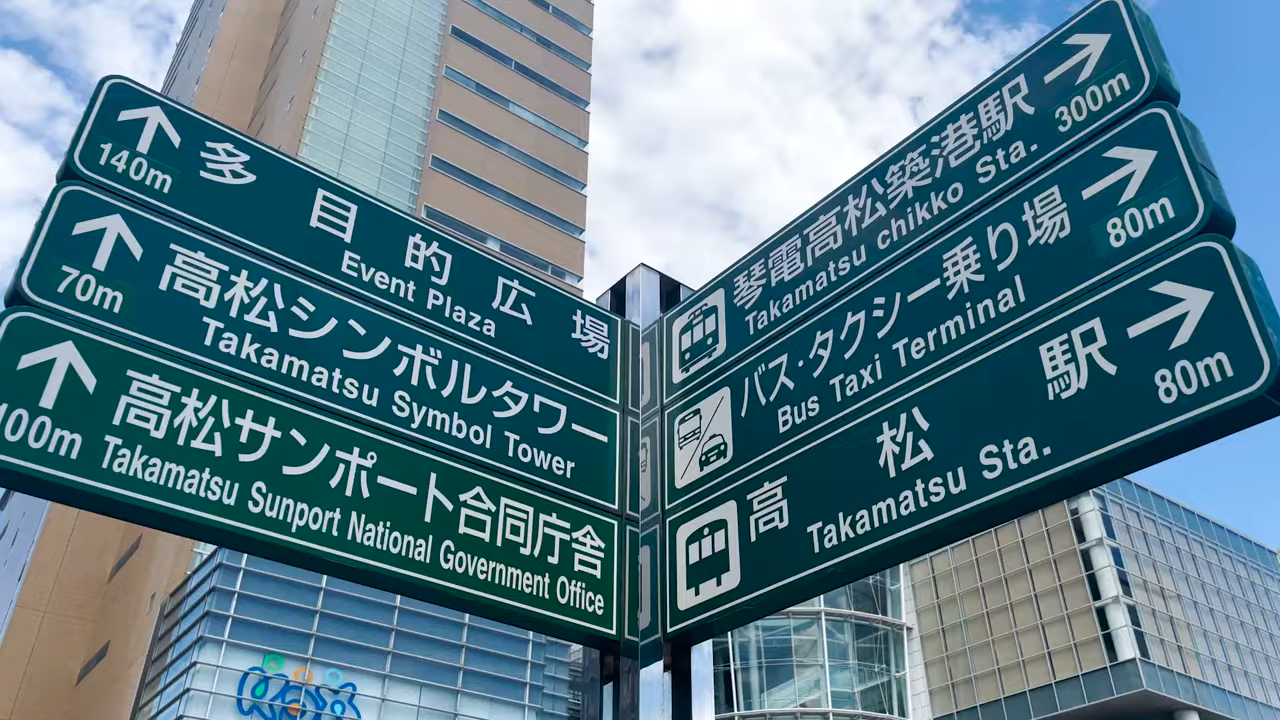 140m
多目的広場
Event Plaza
70m
高松シンボルタワー
Takamatsu Symbol Tower
100m
高松サンポート合同庁舎
Takamatsu Sunport National Government Office
琴電高松築港駅
Takamatsu chikko Sta.
300m
バス・タクシー乗り場
Bus Taxi Terminal
80m
高松駅
Takamatsu Sta.
80m